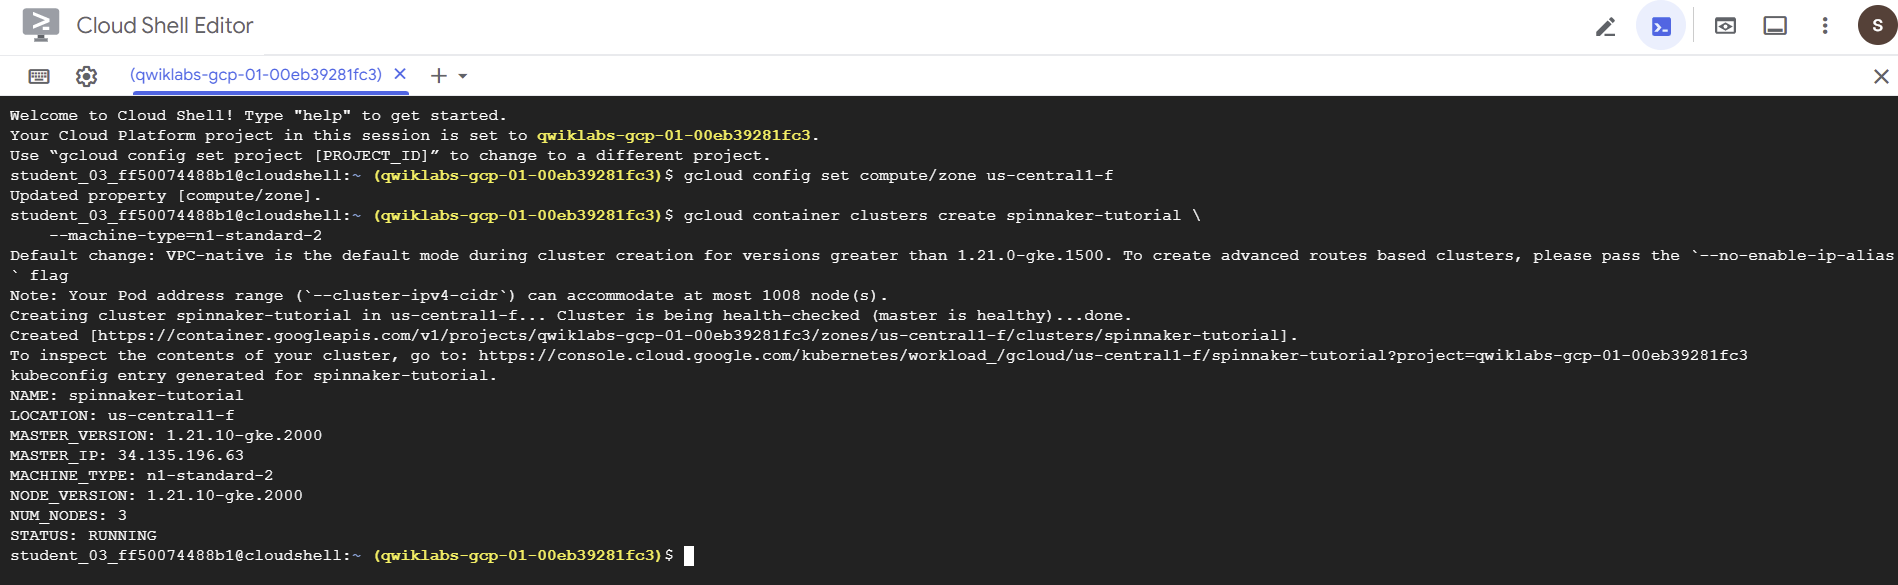 Cloud Shell Editor
S
(qwiklabs-gcp-01-00eb39281fc3)
Welcome to Cloud Shell! Type "help" to get started.
Your Cloud Platform project in this session is set to qwiklabs-gcp-01-00eb39281fc3.
Use “gcloud config set project [PROJECT_ID]” to change to a different project.
student_03_ff50074488b1@cloudshell:~ (qwiklabs-gcp-01-00eb39281fc3)$ gcloud config set compute/zone us-central1-f
Updated property [compute/zone].
student_03_ff50074488b1@cloudshell:~ (qwiklabs-gcp-01-00eb39281fc3)$ gcloud container clusters create spinnaker-tutorial \
    --machine-type=n1-standard-2
Default change: VPC-native is the default mode during cluster creation for versions greater than 1.21.0-gke.1500. To create advanced routes based clusters, please pass the `--no-enable-ip-alias
` flag
Note: Your Pod address range (`--cluster-ipv4-cidr`) can accommodate at most 1008 node(s).
Creating cluster spinnaker-tutorial in us-central1-f... Cluster is being health-checked (master is healthy)...done.
Created [https://container.googleapis.com/v1/projects/qwiklabs-gcp-01-00eb39281fc3/zones/us-central1-f/clusters/spinnaker-tutorial].
To inspect the contents of your cluster, go to: https://console.cloud.google.com/kubernetes/workload_/gcloud/us-central1-f/spinnaker-tutorial?project=qwiklabs-gcp-01-00eb39281fc3
kubeconfig entry generated for spinnaker-tutorial.
NAME: spinnaker-tutorial
LOCATION: us-central1-f
MASTER_VERSION: 1.21.10-gke.2000
MASTER_IP: 34.135.196.63
MACHINE_TYPE: n1-standard-2
NODE_VERSION: 1.21.10-gke.2000
NUM_NODES: 3
STATUS: RUNNING
student_03_ff50074488b1@cloudshell:~ (qwiklabs-gcp-01-00eb39281fc3)$